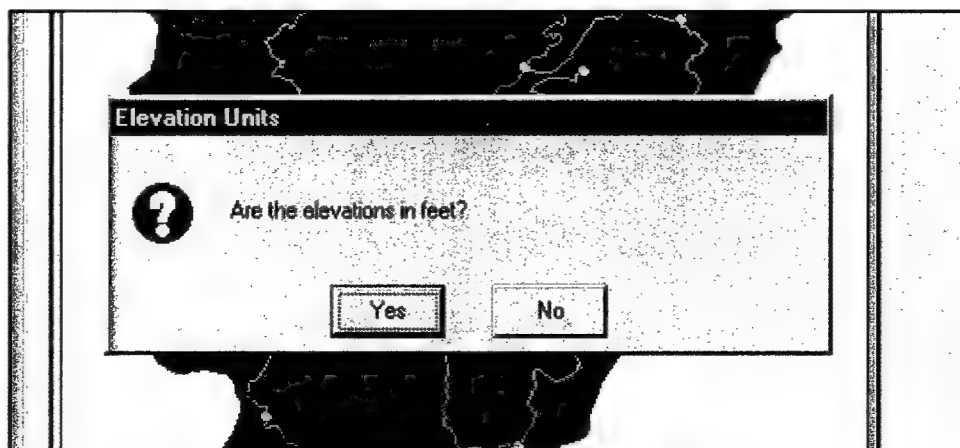 Elevation Units
?
Are the elevations in feet?
Yes
No